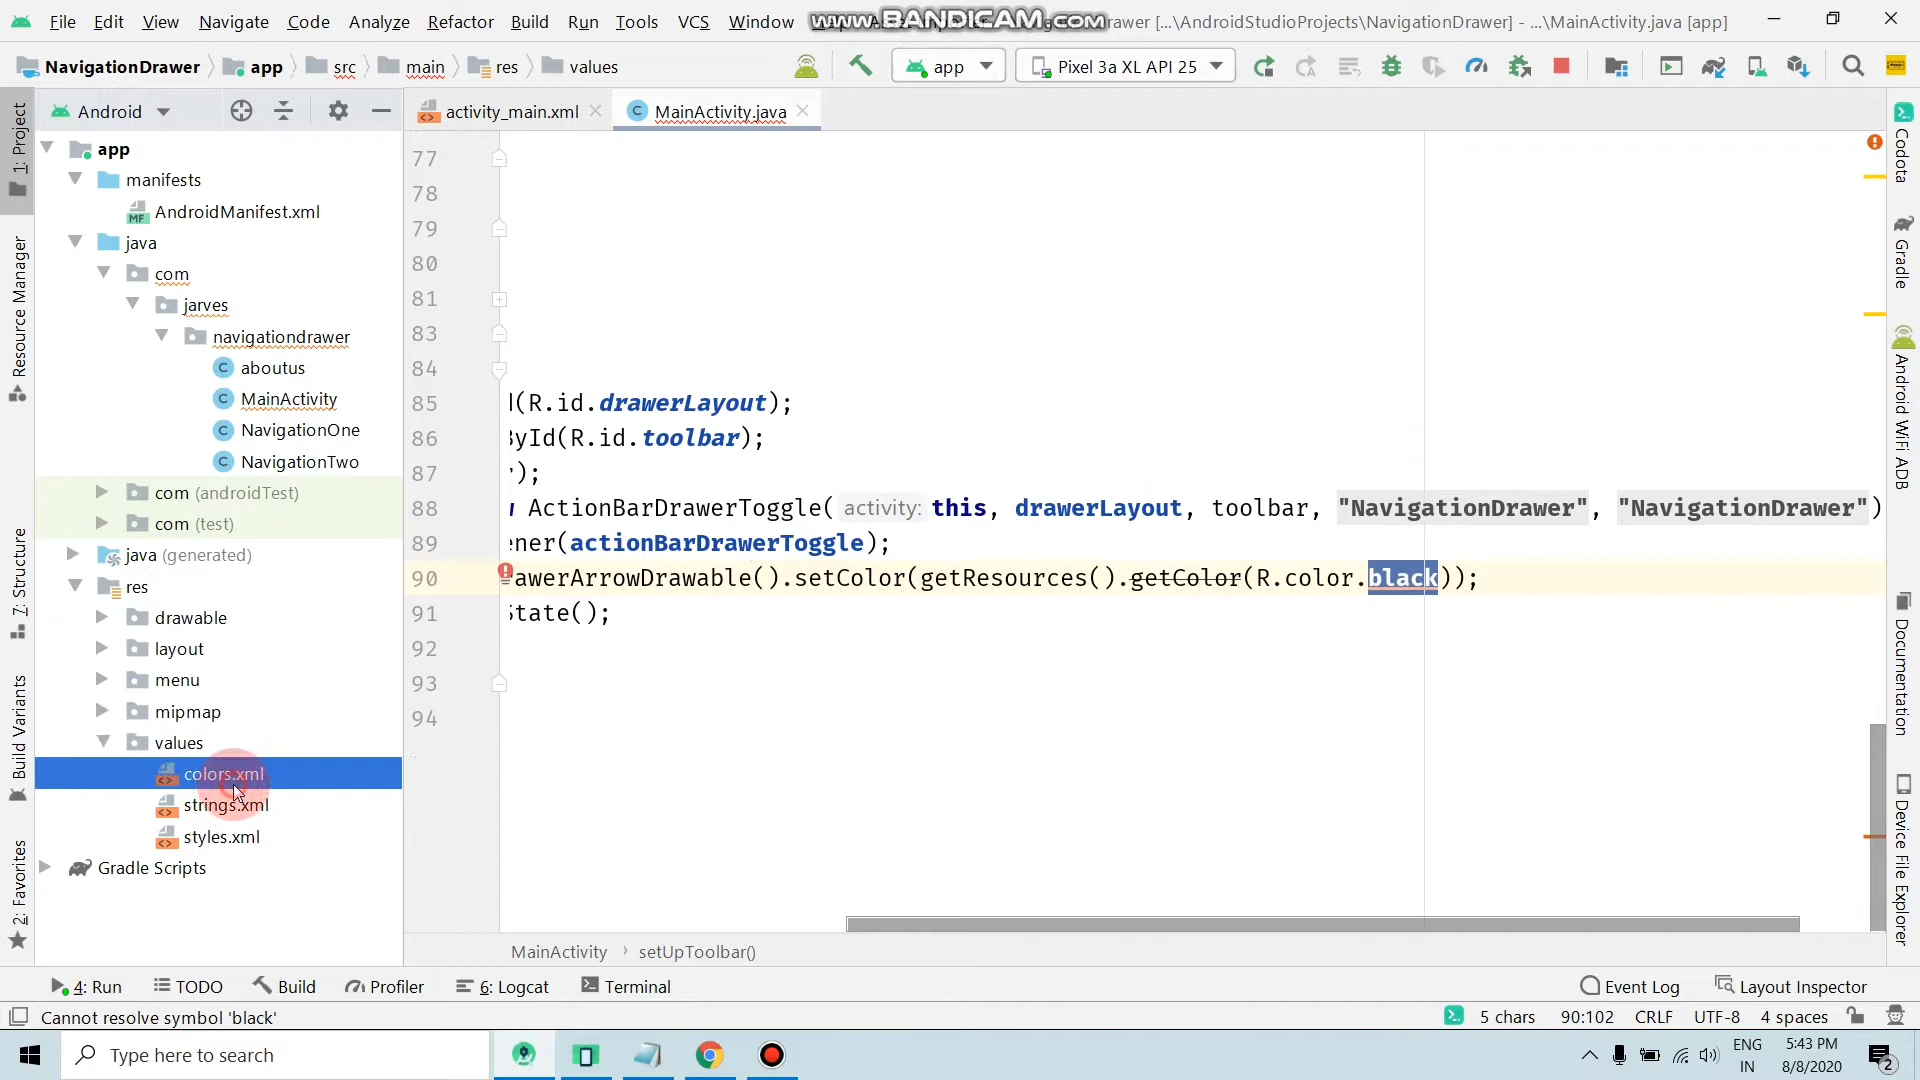 File Edit View Navigate Code Analyze Refactor Build Run Tools VCS Window www.BANDICAM.com Drawer [...\AndroidStudioProjects\NavigationDrawer] - ...\MainActivity.java [app]
NavigationDrawer app src main res values app Pixel 3a XL API 25
Android activity_main.xml MainActivity.java
app
manifests
AndroidManifest.xml
java
com
jarves
navigationdrawer
aboutus
MainActivity
NavigationOne
NavigationTwo
com (androidTest)
com (test)
java (generated)
res
drawable
layout
menu
mipmap
values
colors.xml
strings.xml
styles.xml
Gradle Scripts
1: Project
Resource Manager
7: Structure
Build Variants
2: Favorites
77
78
79
80
81
83
84
85 (R.id.drawerLayout);
86 ById(R.id.toolbar);
87 );
88 ActionBarDrawerToggle( activity: this, drawerLayout, toolbar, "NavigationDrawer", "NavigationDrawer")
89 ener(actionBarDrawerToggle);
90 awerArrowDrawable().setColor(getResources().getColor(R.color.black));
91 State();
92
93
94
Codota
Gradle
Android WiFi ADB
Documentation
Device File Explorer
MainActivity › setUpToolbar()
4: Run TODO Build Profiler 6: Logcat Terminal Event Log Layout Inspector
Cannot resolve symbol 'black' 5 chars 90:102 CRLF UTF-8 4 spaces
Type here to search ENG IN 5:43 PM 8/8/2020 2